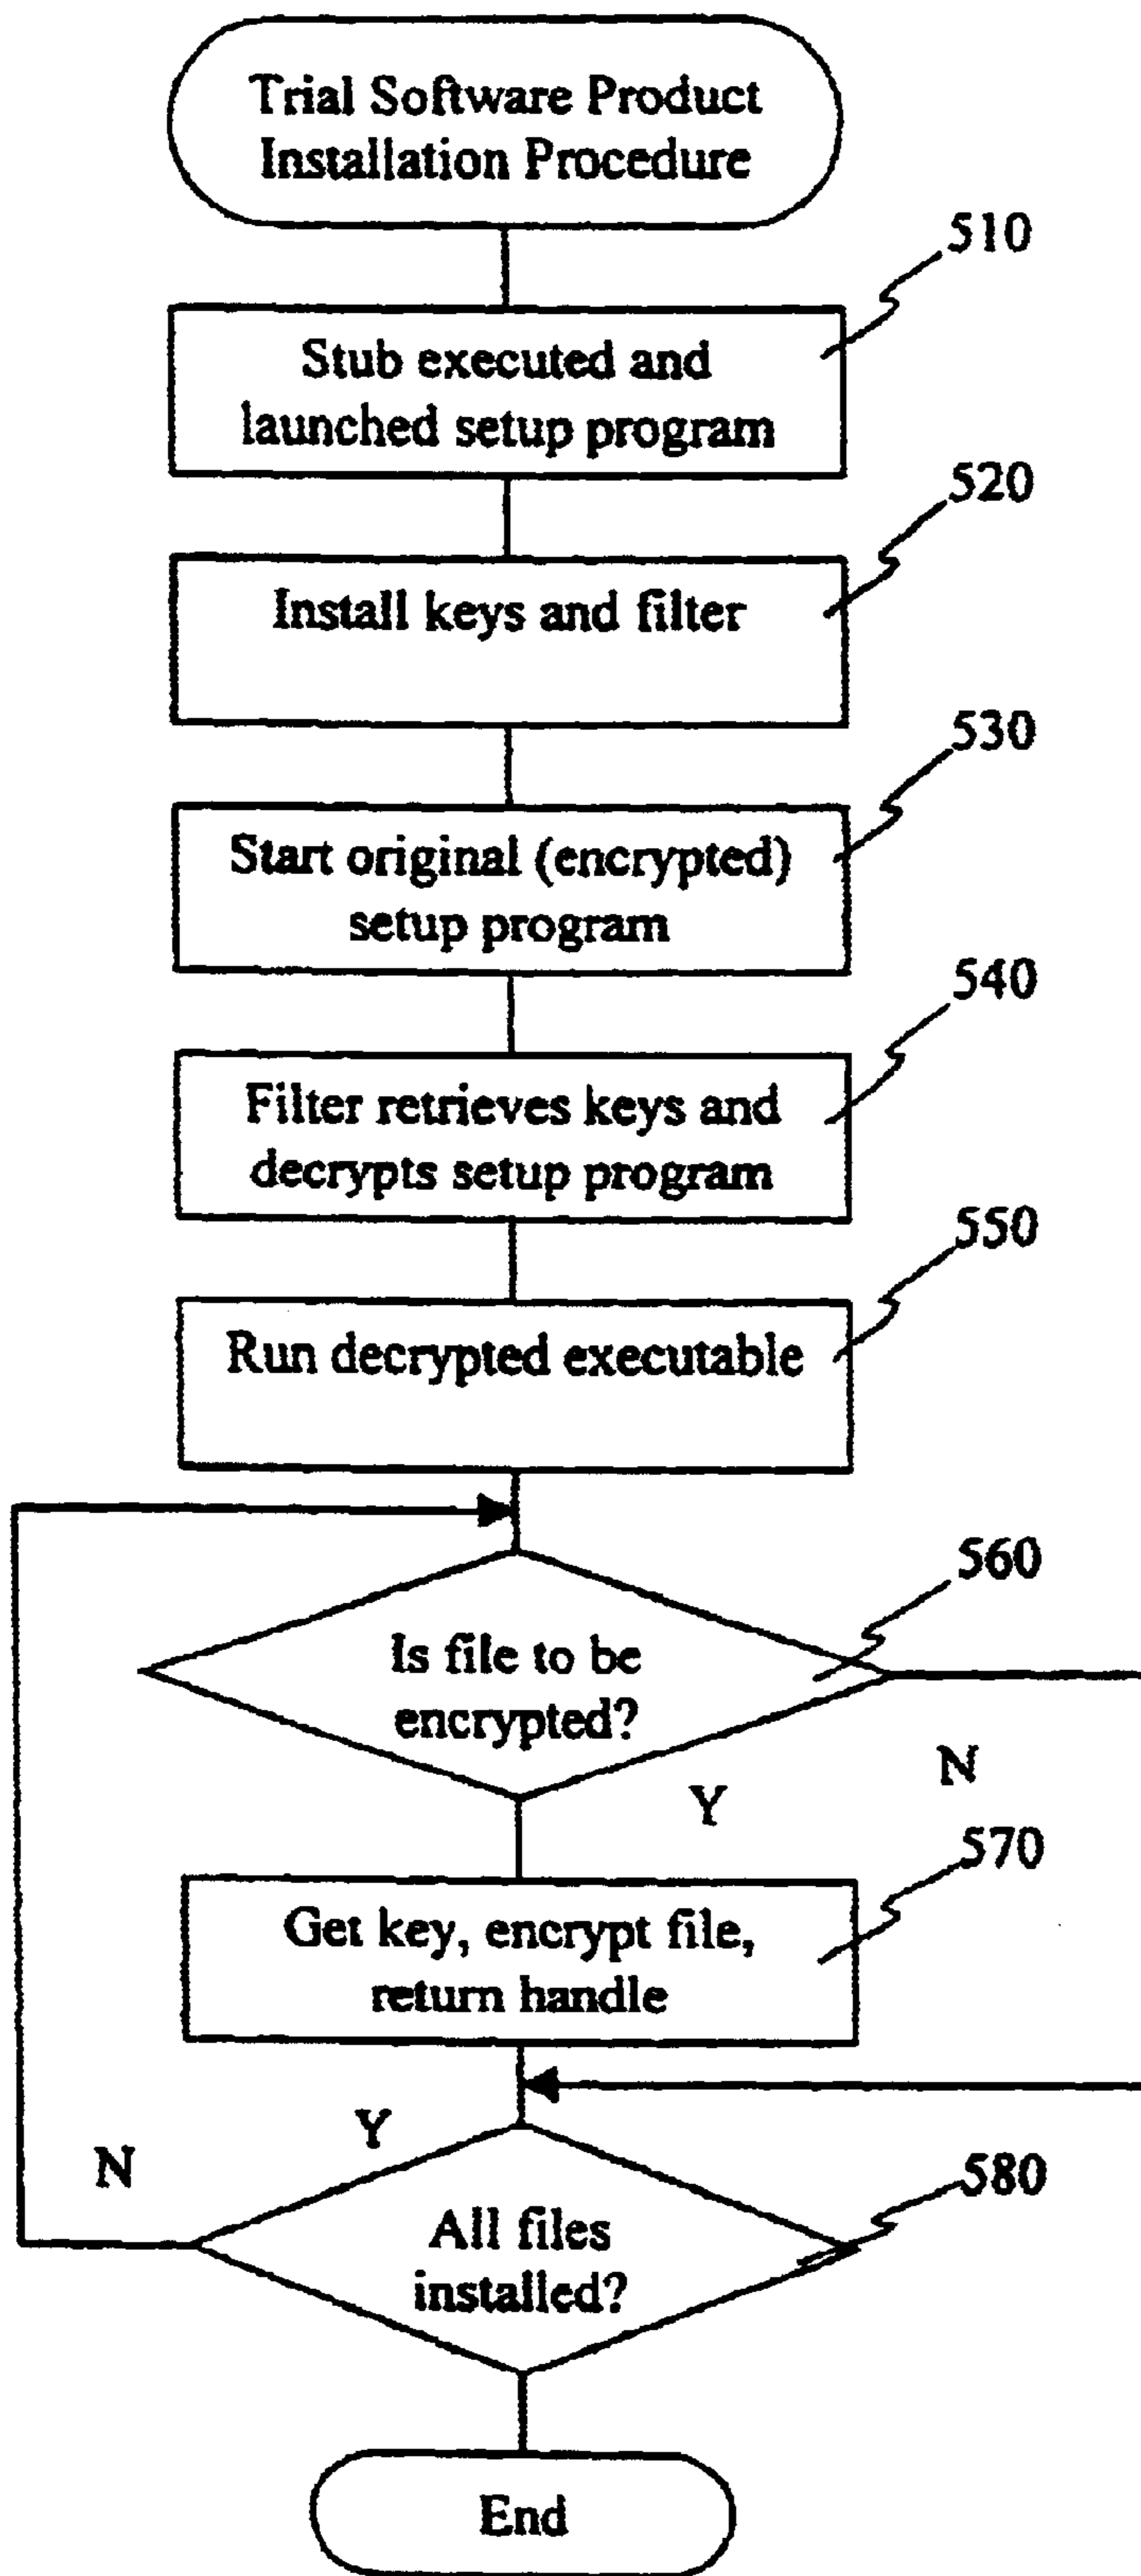 Trial Software Product
Installation Procedure
510
Stub executed and
launched setup program
520
Install keys and filter
530
Start original (encrypted)
setup program
540
Filter retrieves keys and
decrypts setup program
550
Run decrypted executable
560
Is file to be
encrypted?
N
Y
570
Get key, encrypt file,
return handle
Y
N
580
All files
installed?
End